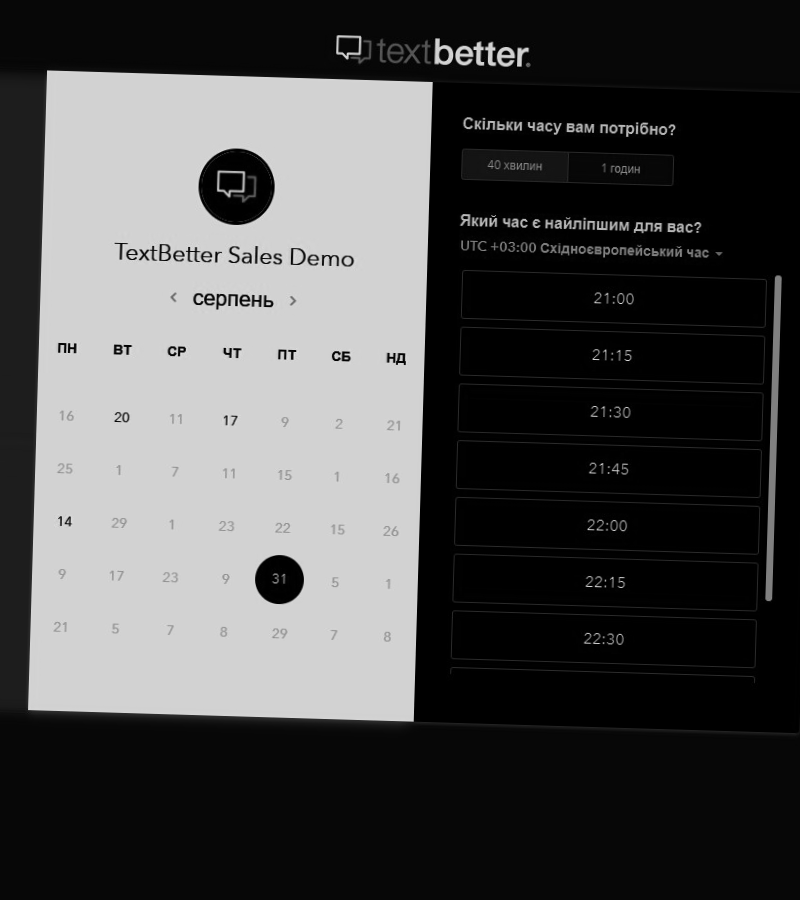 textbetter.
TextBetter Sales Demo
‹ серпень ›
ПН ВТ СР ЧТ ПТ СБ НД
16 20 11 17 9 2 21
25 1 7 11 15 1 16
14 29 1 23 22 15 26
9 17 23 9 31 5 1
21 5 7 8 29 7 8
Скільки часу вам потрібно?
40 хвилин 1 годин
Який час є найліпшим для вас?
UTC +03:00 Східноєвропейський час
21:00
21:15
21:30
21:45
22:00
22:15
22:30